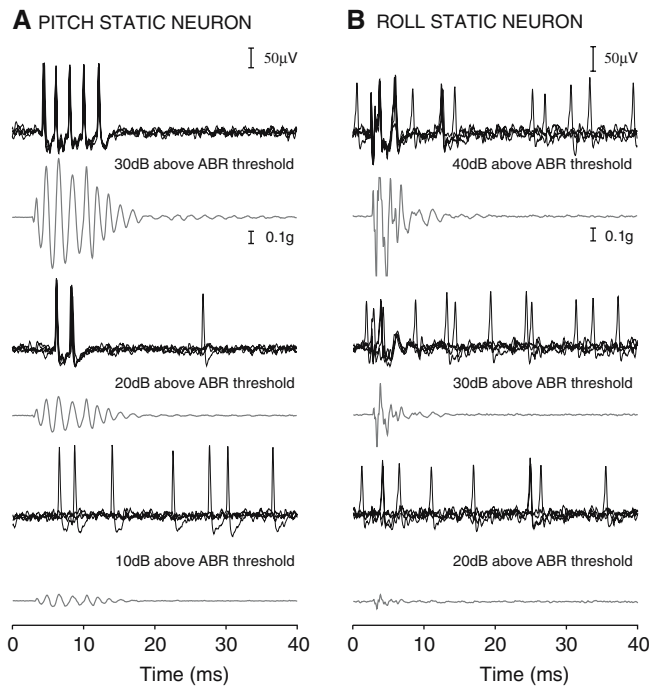 A PITCH STATIC NEURON
50µV
30dB above ABR threshold
0.1g
20dB above ABR threshold
10dB above ABR threshold
0 10 20 30 40
Time (ms)
B ROLL STATIC NEURON
50µV
40dB above ABR threshold
0.1g
30dB above ABR threshold
20dB above ABR threshold
0 10 20 30 40
Time (ms)